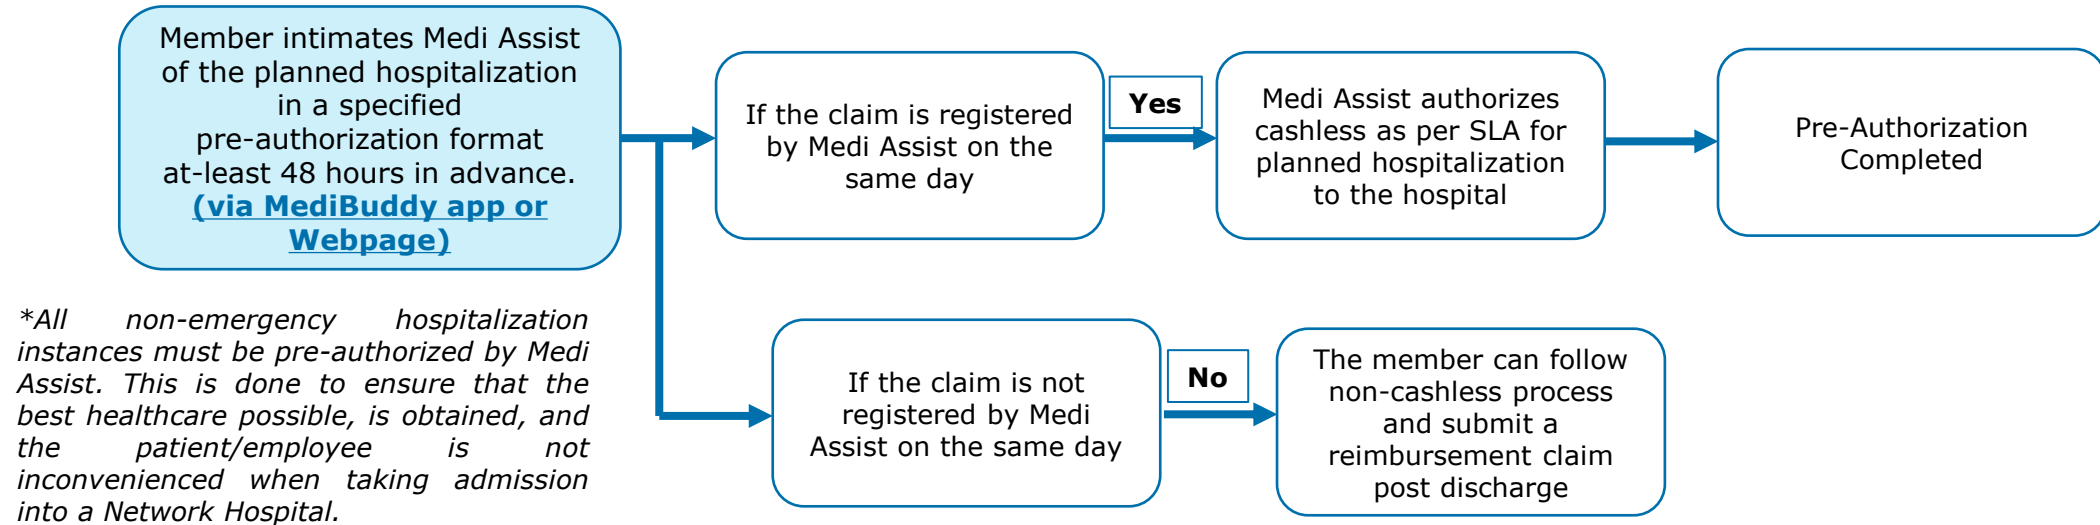 Member intimates Medi Assist
of the planned hospitalization
in a specified
pre-authorization format
at-least 48 hours in advance.
(via MediBuddy app or
Webpage)
If the claim is registered
by Medi Assist on the
same day
Yes
Medi Assist authorizes
cashless as per SLA for
planned hospitalization
to the hospital
Pre-Authorization
Completed
*All non-emergency hospitalization
instances must be pre-authorized by Medi
Assist. This is done to ensure that the
best healthcare possible, is obtained, and
the patient/employee is not
inconvenienced when taking admission
into a Network Hospital.
If the claim is not
registered by Medi
Assist on the same day
No
The member can follow
non-cashless process
and submit a
reimbursement claim
post discharge